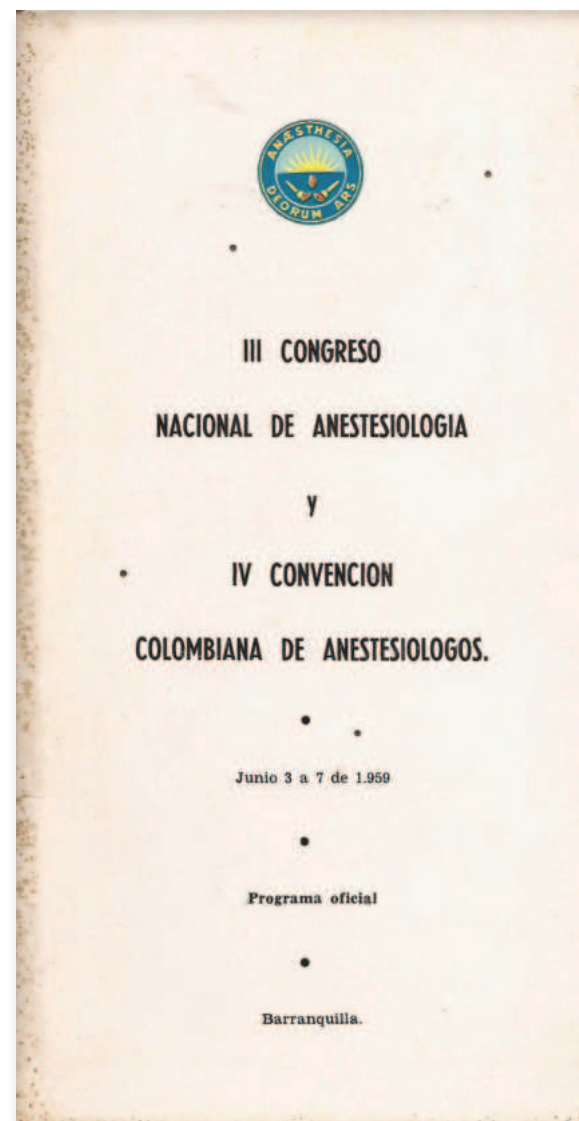 ANÆSTHESIA
DEORUM ARS
III CONGRESO
NACIONAL DE ANESTESIOLOGIA
y
IV CONVENCION
COLOMBIANA DE ANESTESIOLOGOS.
Junio 3 a 7 de 1.959
Programa oficial
Barranquilla.